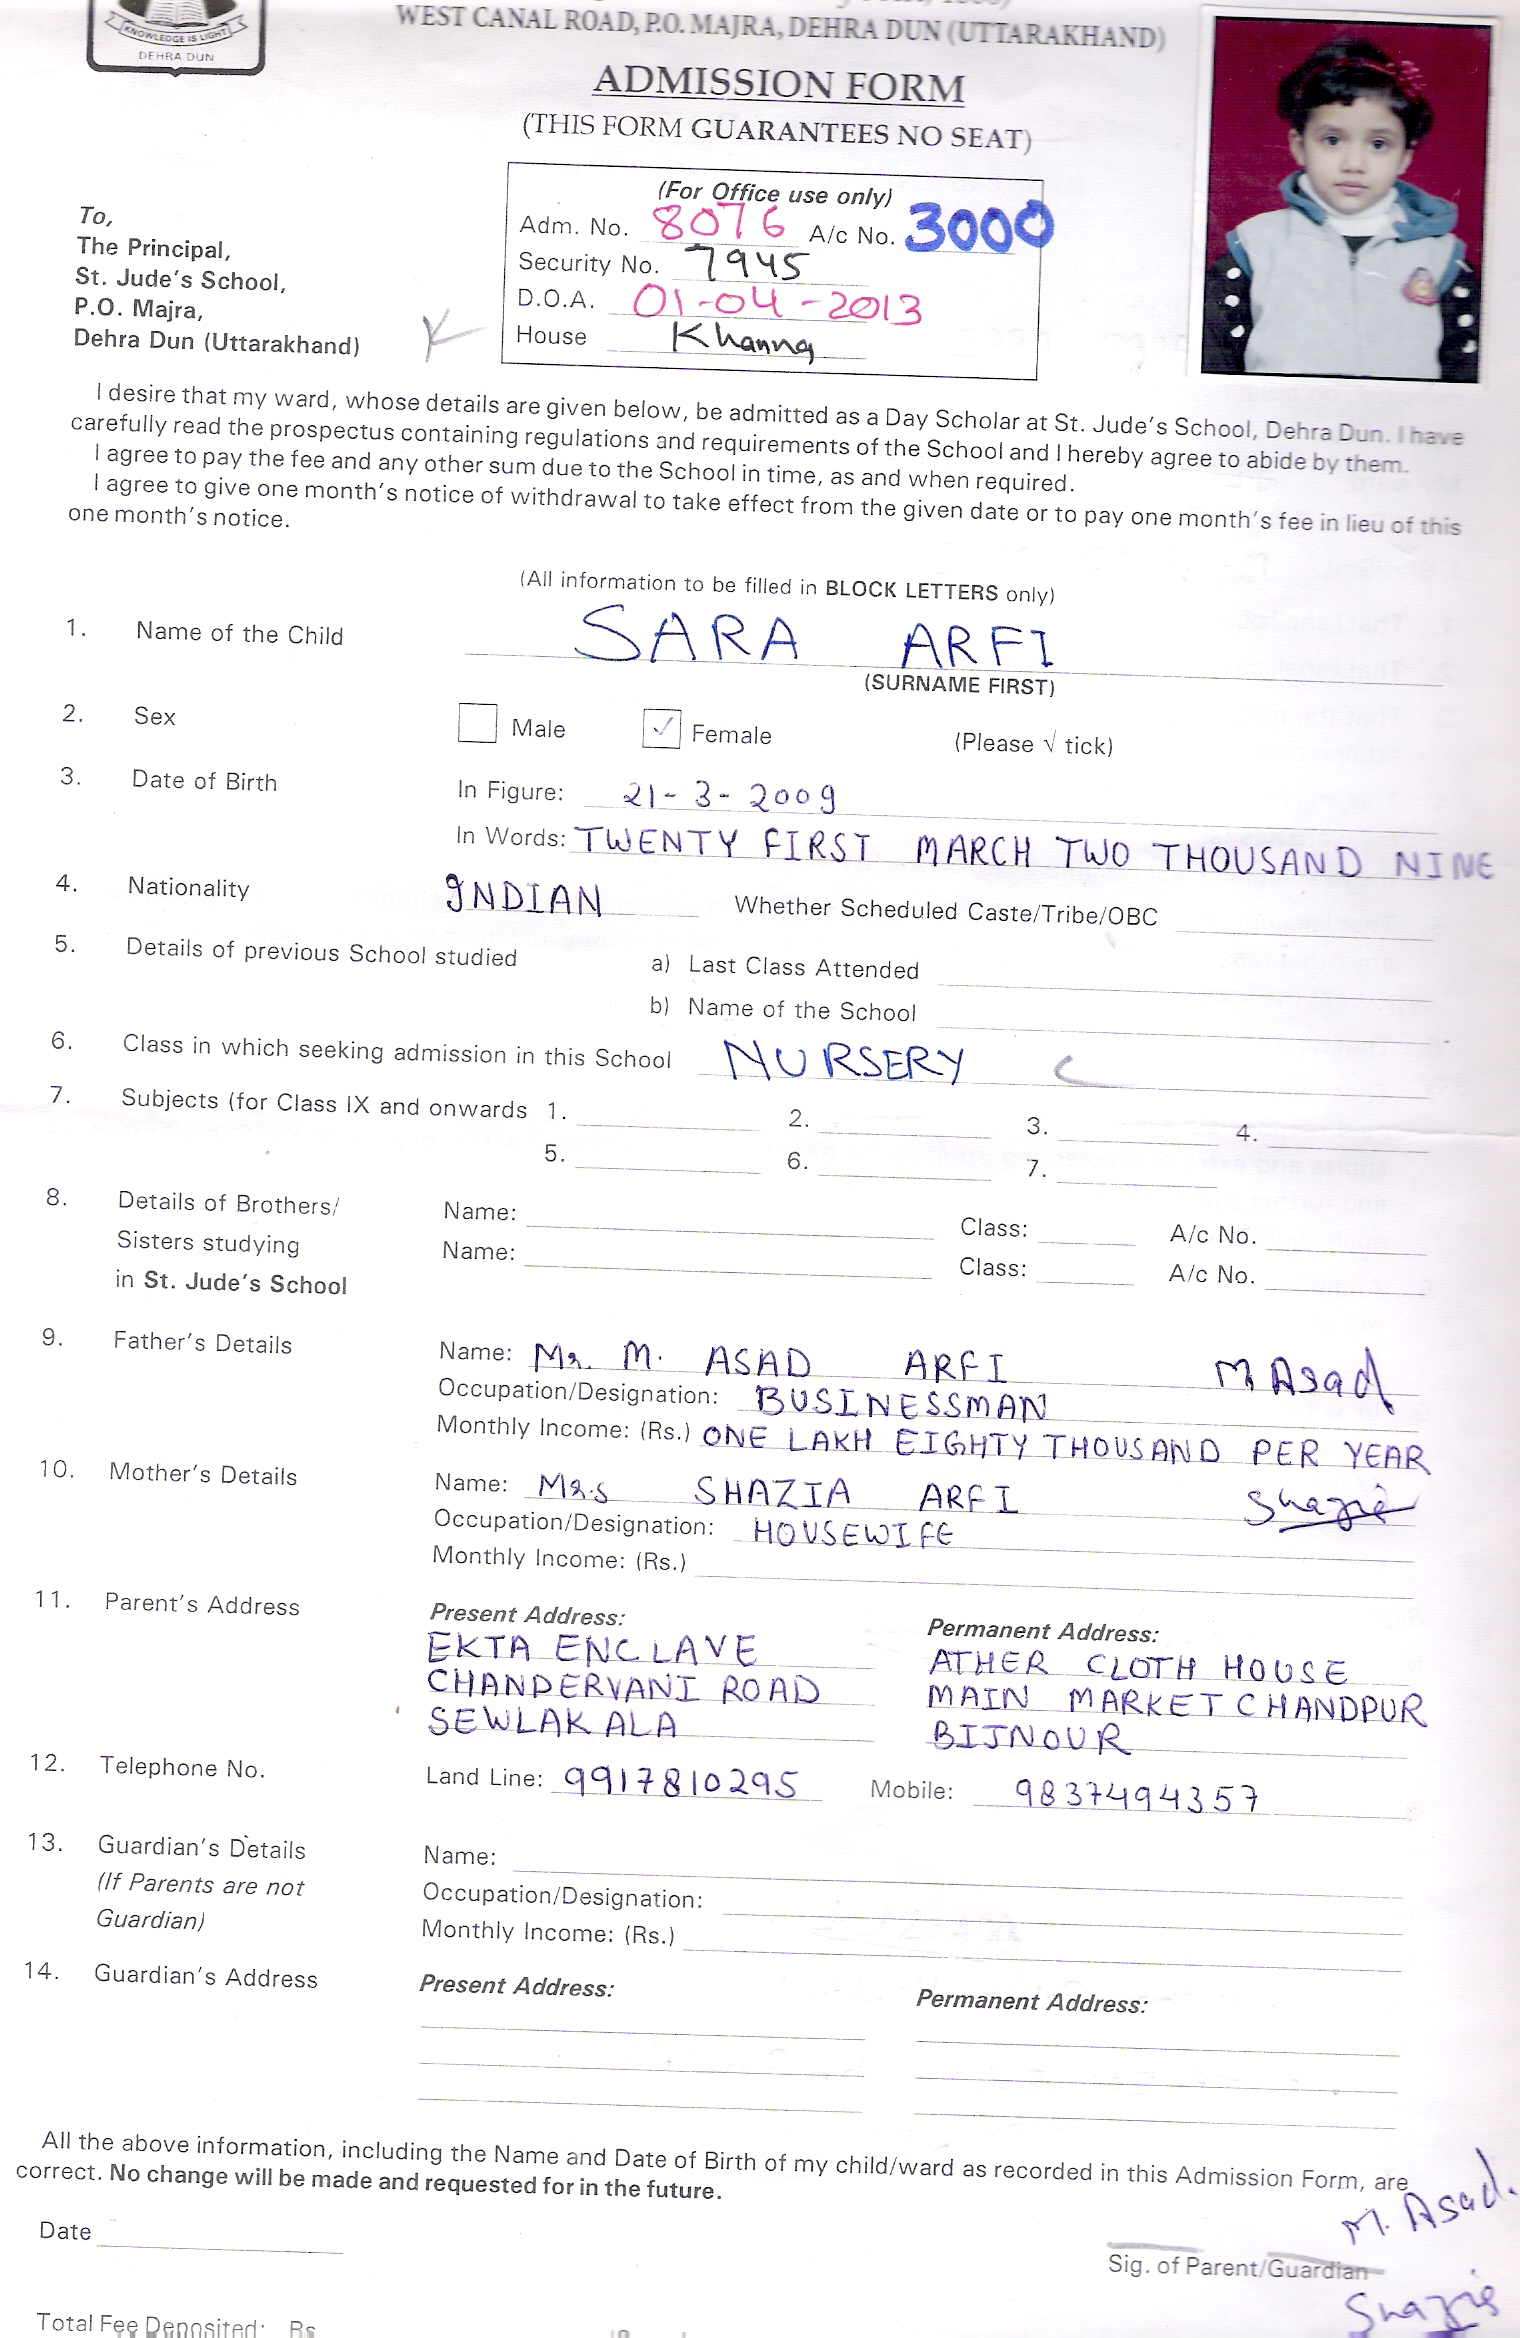 KNOWLEDGE IS LIGHT
DEHRA DUN
WEST CANAL ROAD, P.O. MAJRA, DEHRA DUN (UTTARAKHAND)
ADMISSION FORM
(THIS FORM GUARANTEES NO SEAT)
(For Office use only)
Adm. No. 8076 A/c No. 3000
Security No. 7945
D.O.A. 01-04-2013
House Khanna
To,
The Principal,
St. Jude's School,
P.O. Majra,
Dehra Dun (Uttarakhand)
I desire that my ward, whose details are given below, be admitted as a Day Scholar at St. Jude's School, Dehra Dun. I have
carefully read the prospectus containing regulations and requirements of the School and I hereby agree to abide by them.
I agree to pay the fee and any other sum due to the School in time, as and when required.
I agree to give one month's notice of withdrawal to take effect from the given date or to pay one month's fee in lieu of this
one month's notice.
(All information to be filled in BLOCK LETTERS only)
1. Name of the Child SARA ARFI
(SURNAME FIRST)
2. Sex Male ✓ Female (Please √ tick)
3. Date of Birth In Figure: 21-3-2009
In Words: TWENTY FIRST MARCH TWO THOUSAND NINE
4. Nationality INDIAN Whether Scheduled Caste/Tribe/OBC
5. Details of previous School studied a) Last Class Attended
b) Name of the School
6. Class in which seeking admission in this School NURSERY
7. Subjects (for Class IX and onwards 1. 2. 3. 4.
5. 6. 7.
8. Details of Brothers/ Name: Class: A/c No.
Sisters studying Name: Class: A/c No.
in St. Jude's School
9. Father's Details Name: Mr. M. ASAD ARFI M Asad
Occupation/Designation: BUSINESSMAN
Monthly Income: (Rs.) ONE LAKH EIGHTY THOUSAND PER YEAR
10. Mother's Details Name: Mrs SHAZIA ARFI Shazia
Occupation/Designation: HOUSEWIFE
Monthly Income: (Rs.)
11. Parent's Address Present Address: Permanent Address:
EKTA ENCLAVE ATHER CLOTH HOUSE
CHANDERVANI ROAD MAIN MARKET CHANDPUR
SEWLAKALA BIJNOUR
12. Telephone No. Land Line: 9917810295 Mobile: 9837494357
13. Guardian's Details Name:
(If Parents are not Occupation/Designation:
Guardian) Monthly Income: (Rs.)
14. Guardian's Address Present Address: Permanent Address:
All the above information, including the Name and Date of Birth of my child/ward as recorded in this Admission Form, are
correct. No change will be made and requested for in the future.
M. Asad.
Date
Sig. of Parent/Guardian
Shazia
Total Fee Deposited: Rs